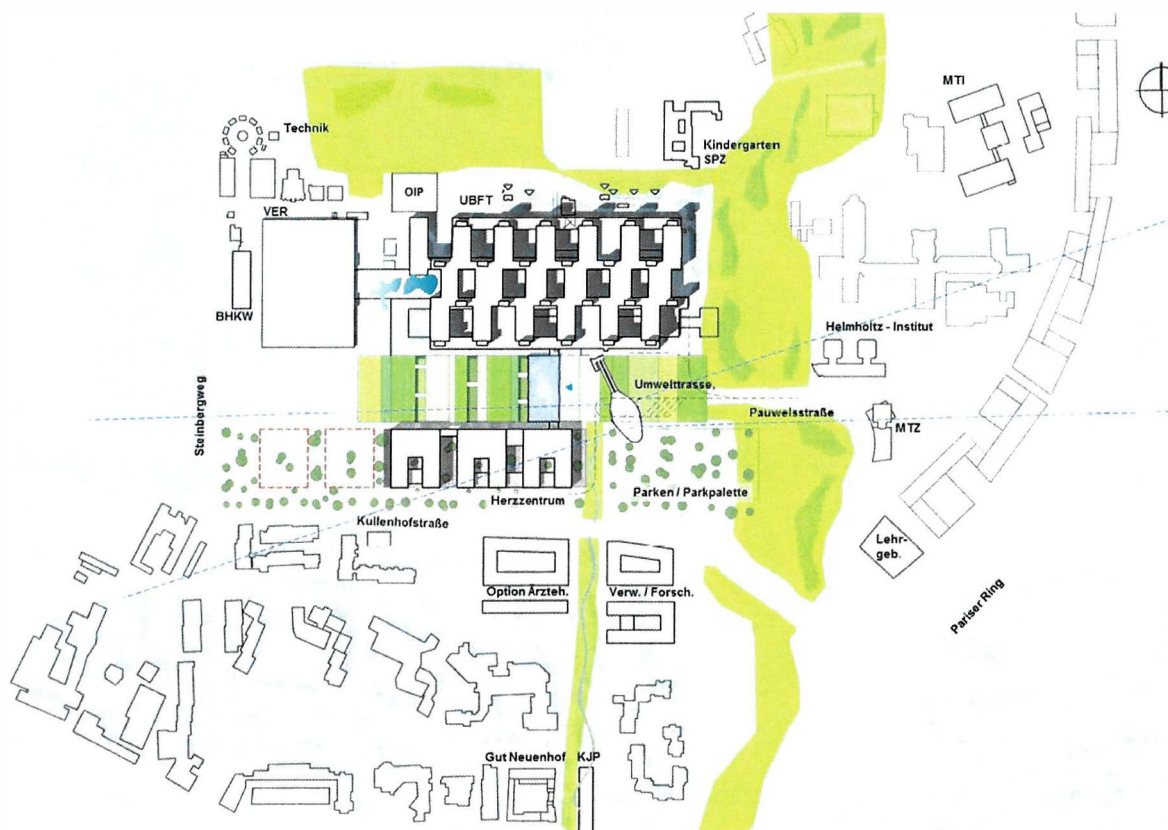 MTI
Technik
Kindergarten
SPZ
OIP
UBFT
VER
BHKW
Helmholtz - Institut
Steinbergweg
Umwelttrasse,
Pauwelsstraße
MTZ
Herzzentrum
Parken / Parkpalette
Kullenhofstraße
Lehr-
geb.
Option Ärzteh.
Verw. / Forsch.
Pariser Ring
Gut Neuenhof
KJP